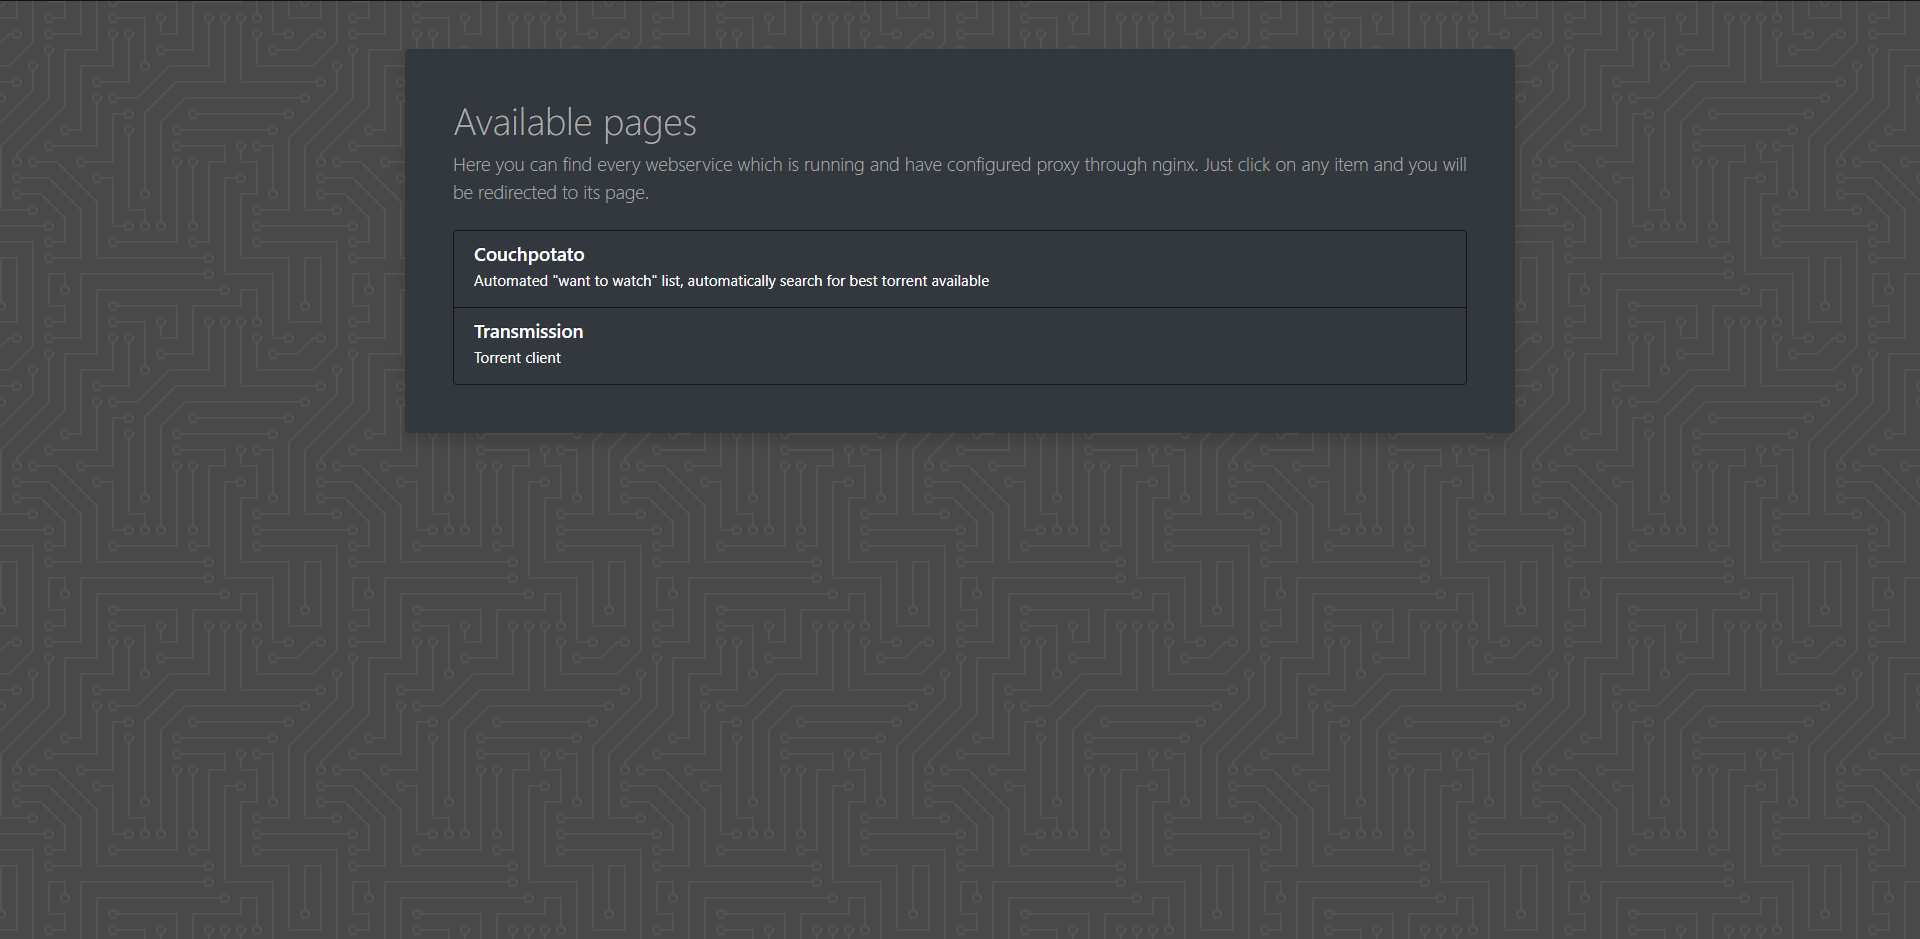 Available pages
Here you can find every webservice which is running and have configured proxy through nginx. Just click on any item and you will
be redirected to its page.
Couchpotato
Automated "want to watch" list, automatically search for best torrent available
Transmission
Torrent client